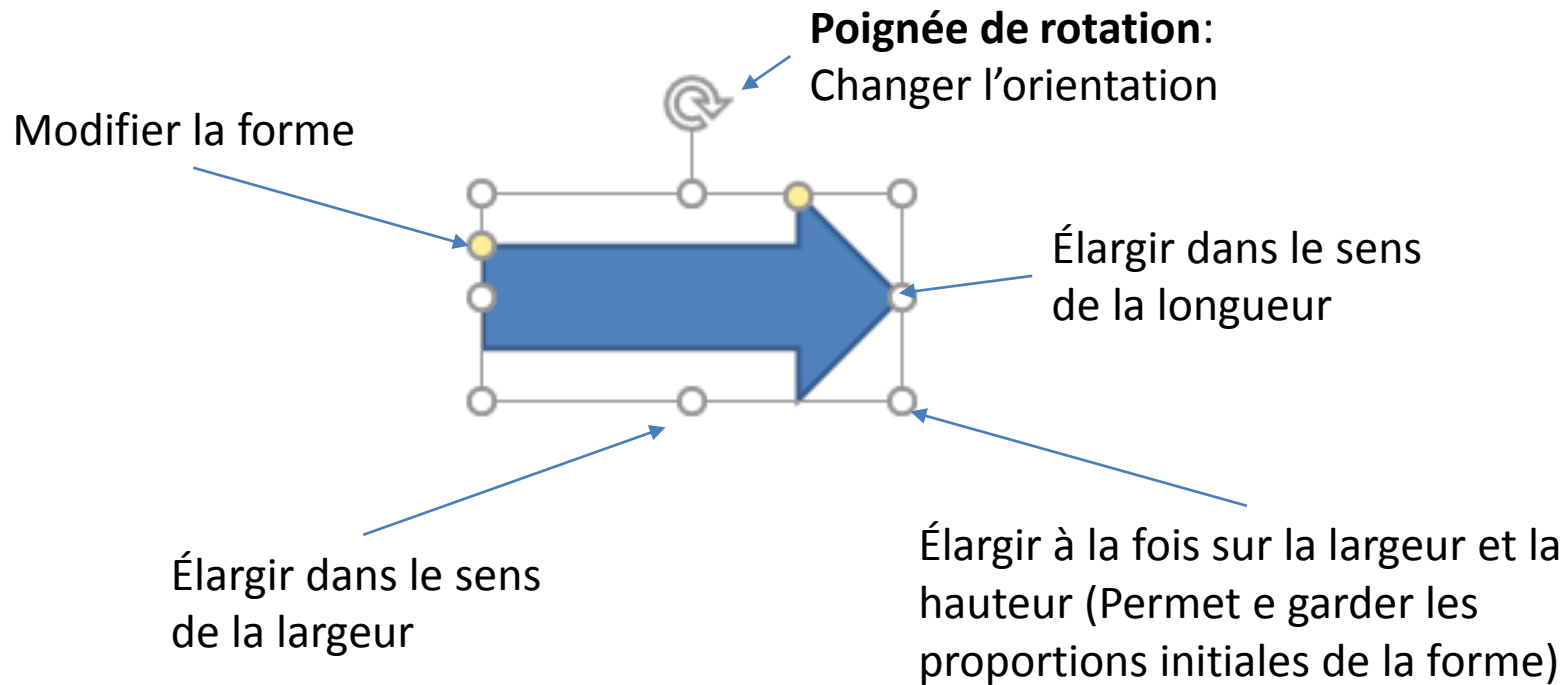 Poignée de rotation:
Changer l’orientation
Modifier la forme
Élargir dans le sens
de la longueur
Élargir dans le sens
de la largeur
Élargir à la fois sur la largeur et la
hauteur (Permet e garder les
proportions initiales de la forme)